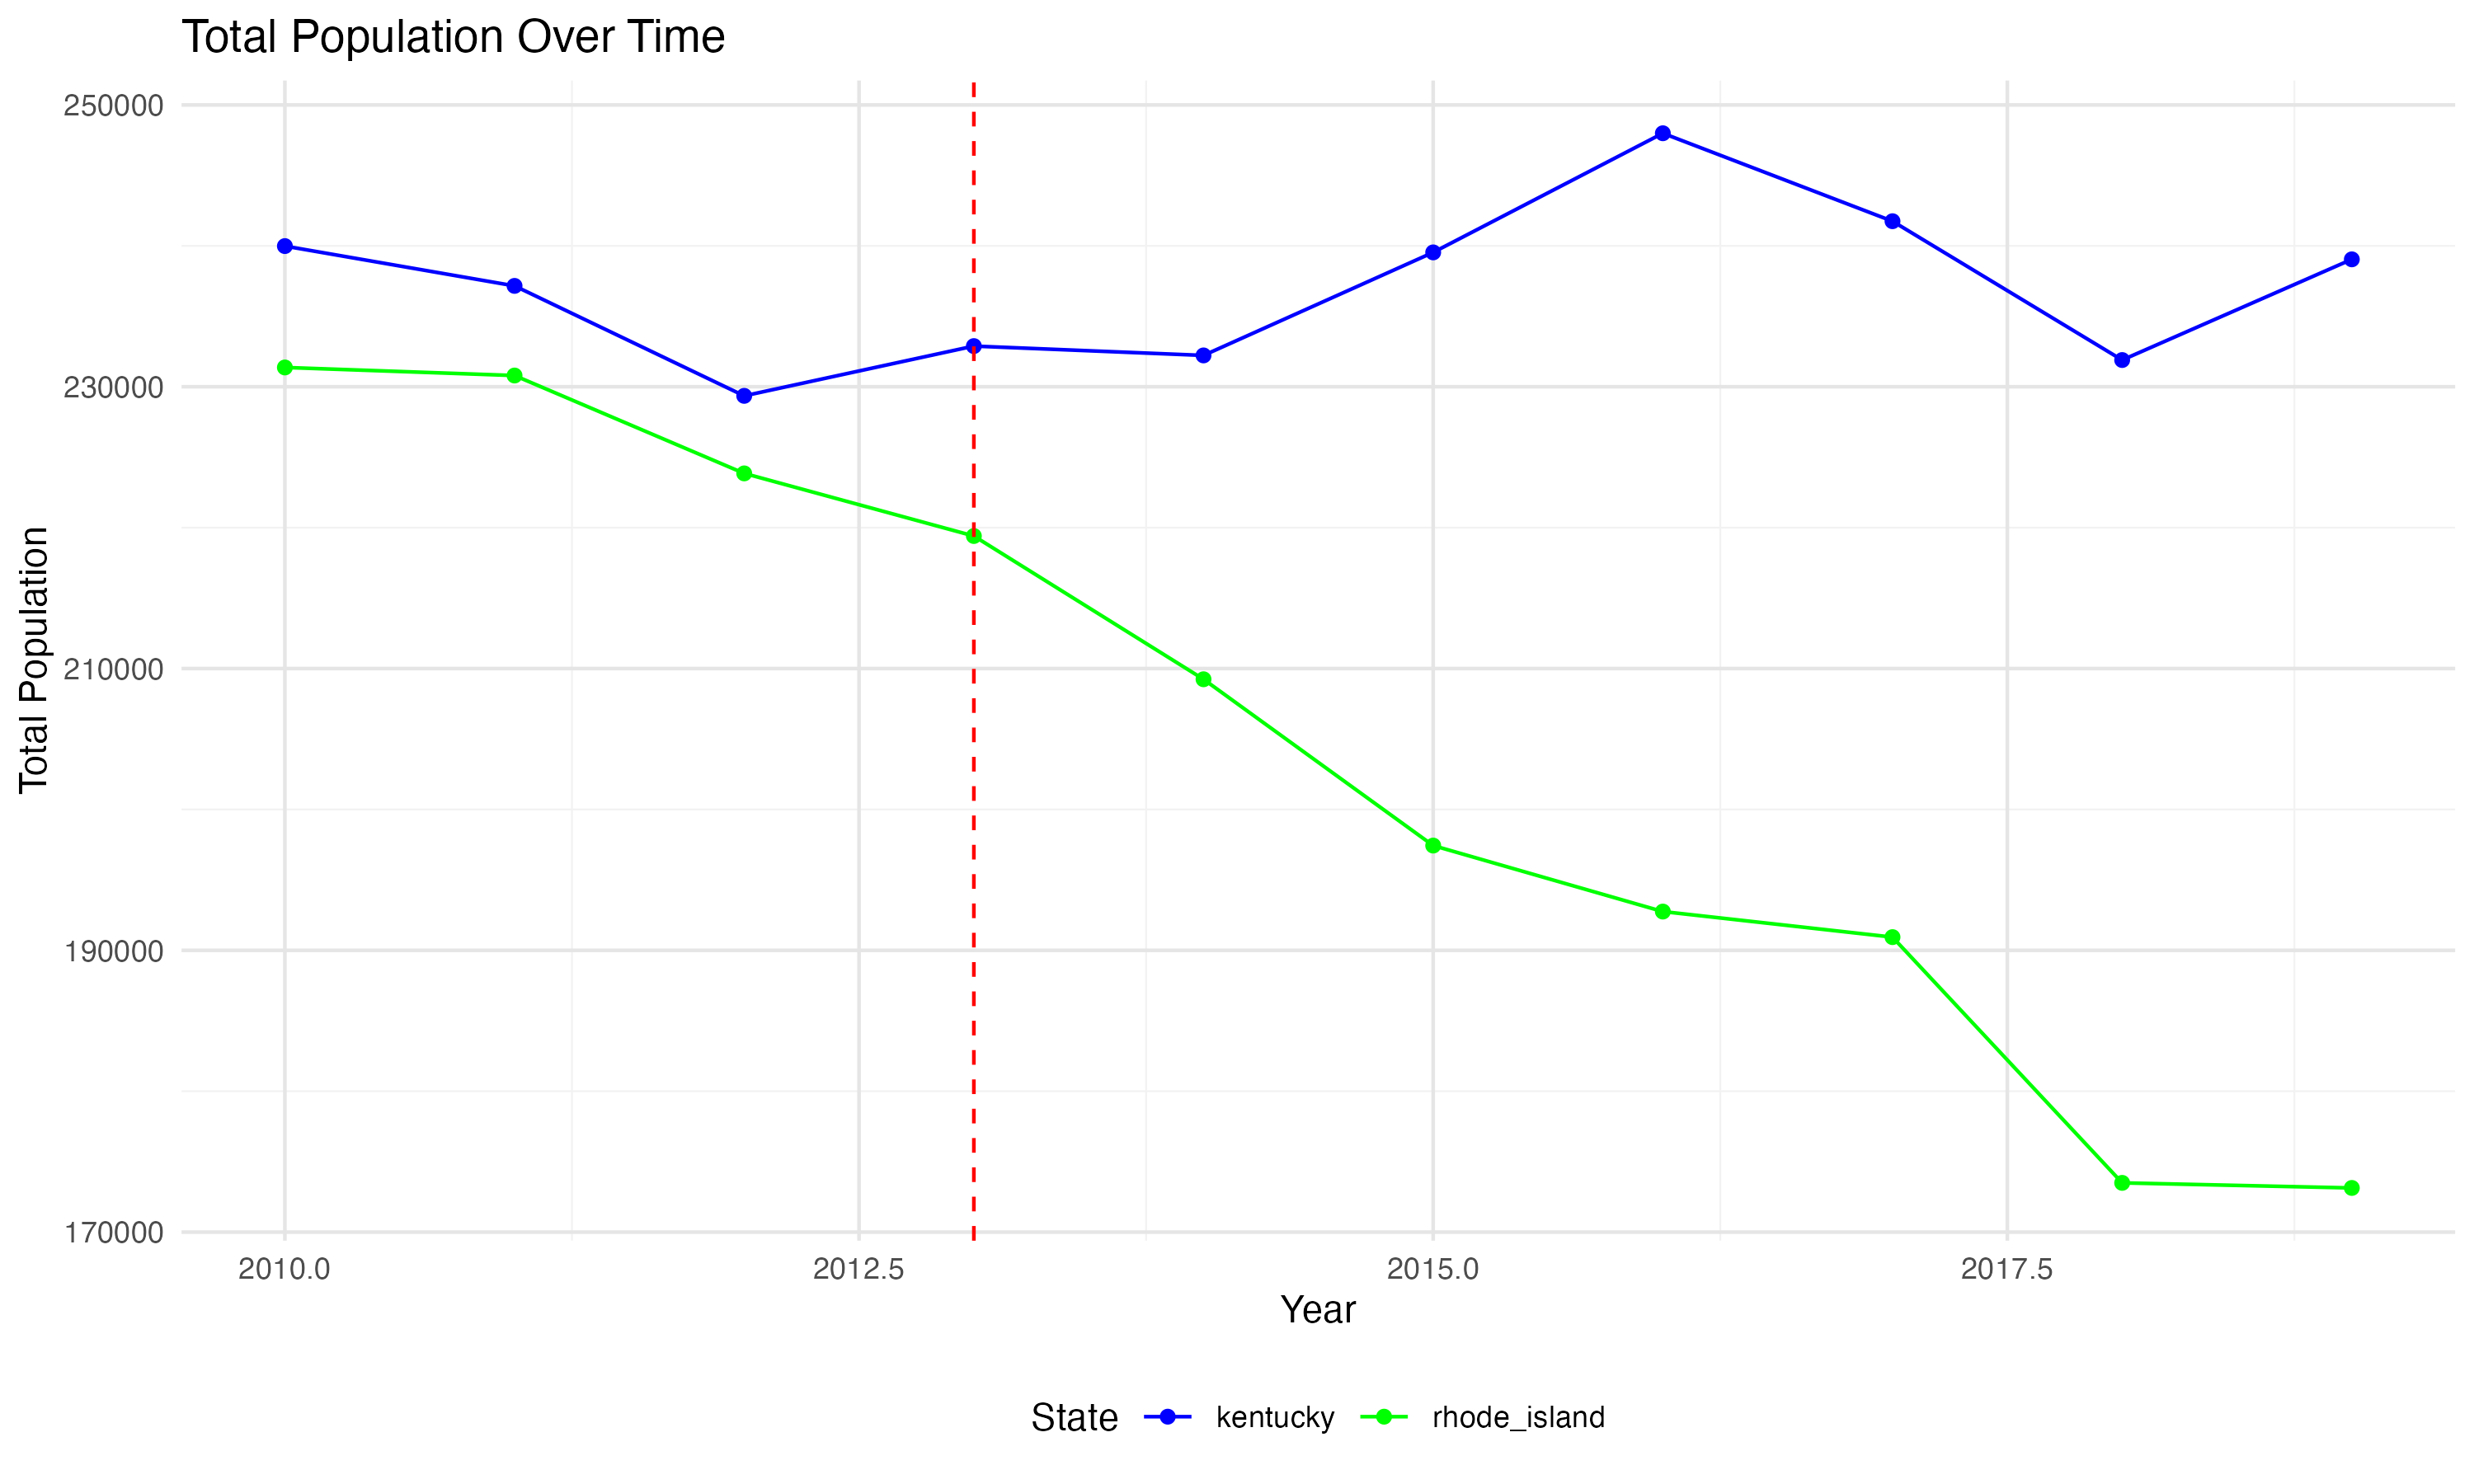 Total Population Over Time
Total Population
250000
230000
210000
190000
170000
2010.0 2012.5 2015.0 2017.5
Year
State kentucky rhode_island